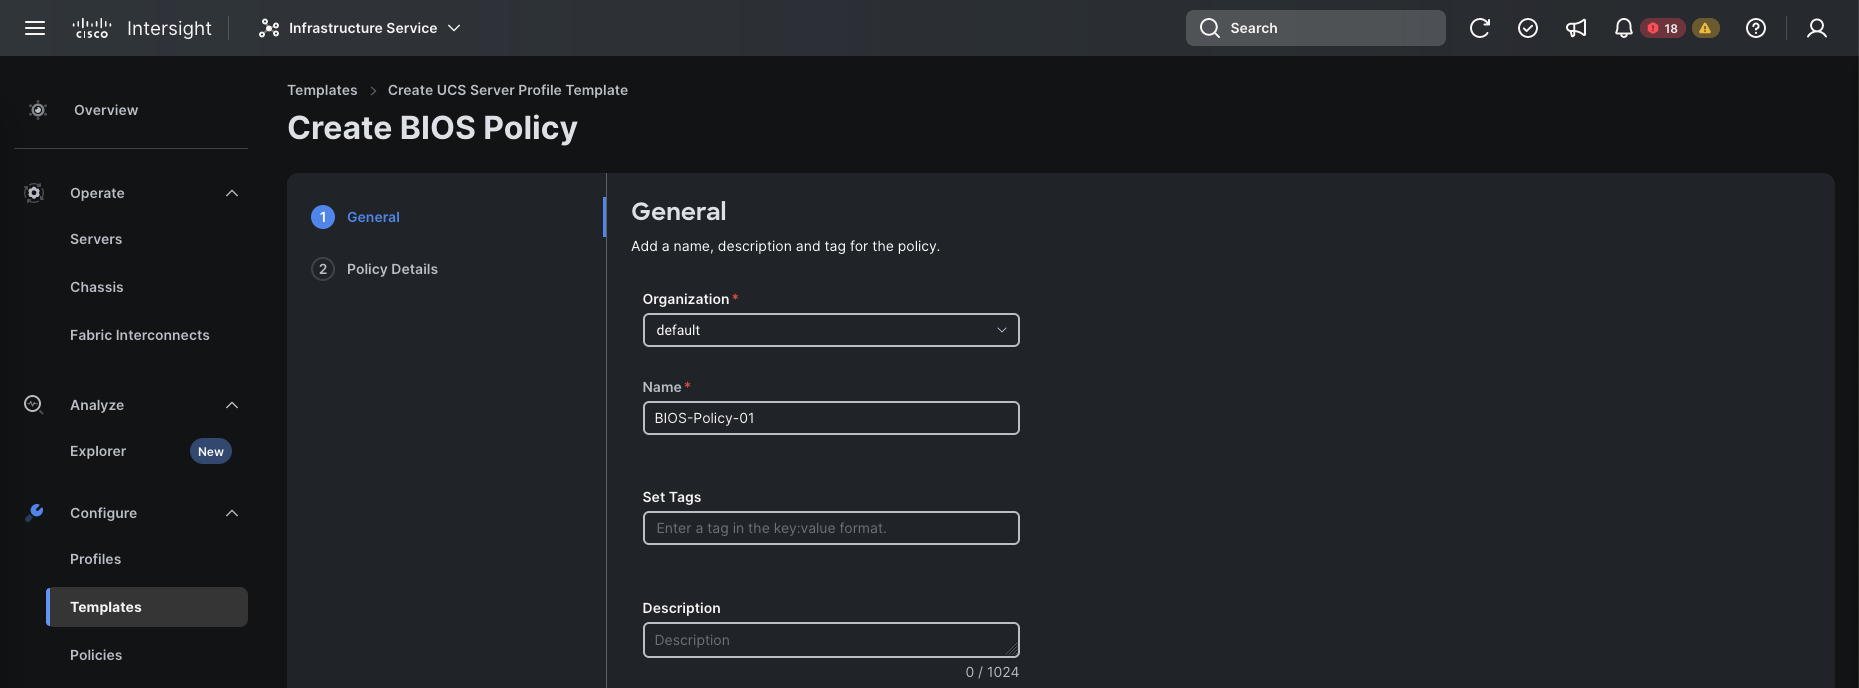 cisco Intersight
Infrastructure Service
Search
18
Overview
Operate
Servers
Chassis
Fabric Interconnects
Analyze
Explorer New
Configure
Profiles
Templates
Policies
Templates > Create UCS Server Profile Template
Create BIOS Policy
1 General
2 Policy Details
General
Add a name, description and tag for the policy.
Organization *
default
Name *
BIOS-Policy-01
Set Tags
Enter a tag in the key:value format.
Description
Description
0 / 1024